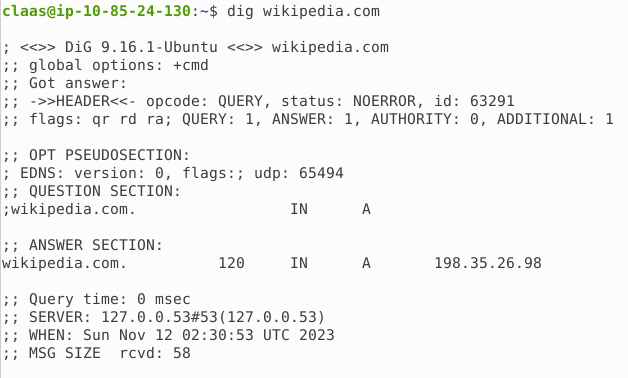 claas@ip-10-85-24-130:~$ dig wikipedia.com
; <<>> DiG 9.16.1-Ubuntu <<>> wikipedia.com
;; global options: +cmd
;; Got answer:
;; ->>HEADER<<- opcode: QUERY, status: NOERROR, id: 63291
;; flags: qr rd ra; QUERY: 1, ANSWER: 1, AUTHORITY: 0, ADDITIONAL: 1
;; OPT PSEUDOSECTION:
; EDNS: version: 0, flags:; udp: 65494
;; QUESTION SECTION:
;wikipedia.com. IN A
;; ANSWER SECTION:
wikipedia.com. 120 IN A 198.35.26.98
;; Query time: 0 msec
;; SERVER: 127.0.0.53#53(127.0.0.53)
;; WHEN: Sun Nov 12 02:30:53 UTC 2023
;; MSG SIZE  rcvd: 58